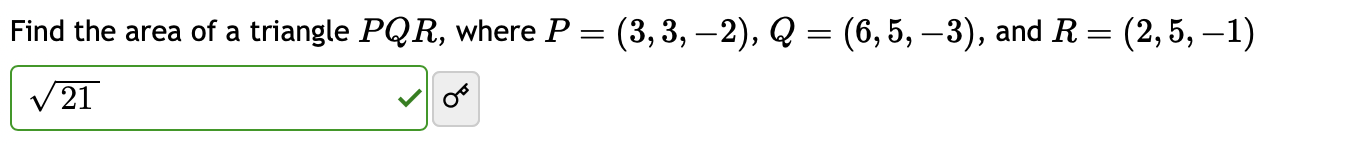 Find the area of a triangle PQR, where P = (3, 3, −2), Q = (6, 5, −3), and R = (2, 5, −1)
√21